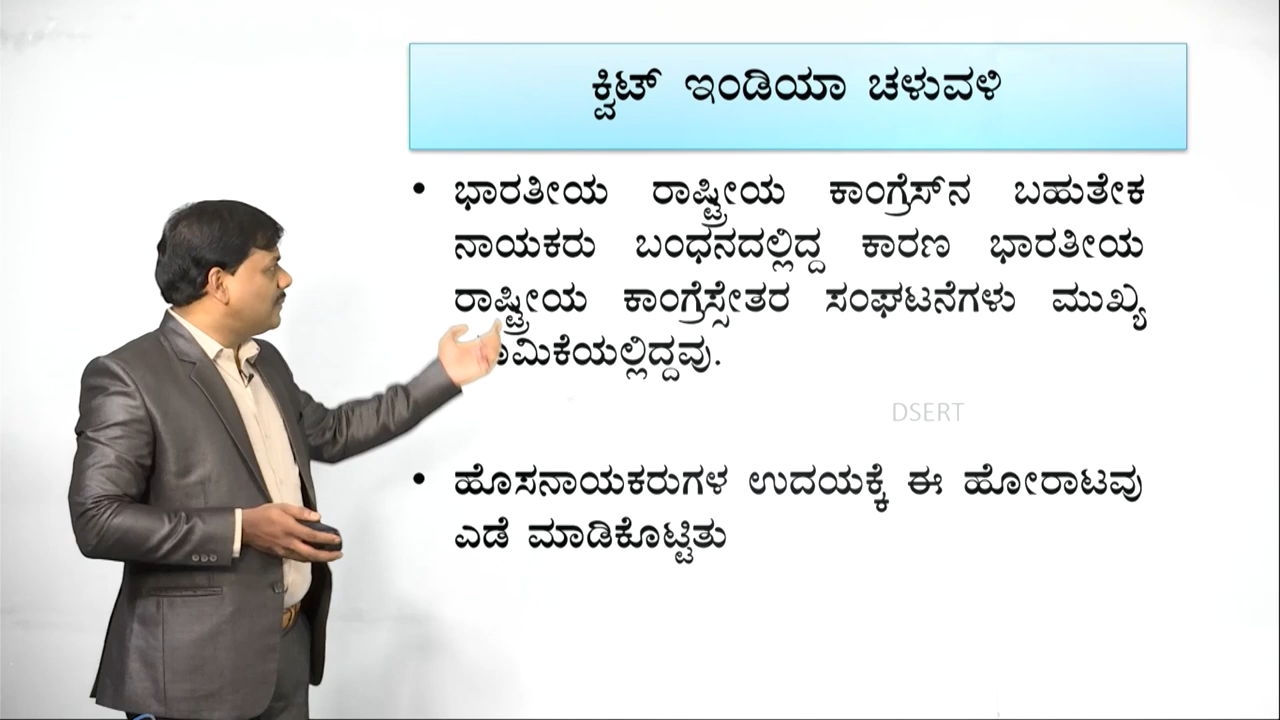 ಕ್ವಿಟ್ ಇಂಡಿಯಾ ಚಳುವಳಿ
• ಭಾರತೀಯ ರಾಷ್ಟ್ರೀಯ ಕಾಂಗ್ರೆಸ್‌ನ ಬಹುತೇಕ
ನಾಯಕರು ಬಂಧನದಲ್ಲಿದ್ದ ಕಾರಣ ಭಾರತೀಯ
ರಾಷ್ಟ್ರೀಯ ಕಾಂಗ್ರೆಸ್ಸೇತರ ಸಂಘಟನೆಗಳು ಮುಖ್ಯ
DSERT
• ಹೊಸನಾಯಕರುಗಳ ಉದಯಕ್ಕೆ ಈ ಹೋರಾಟವು
ಎಡೆ ಮಾಡಿಕೊಟ್ಟಿತು